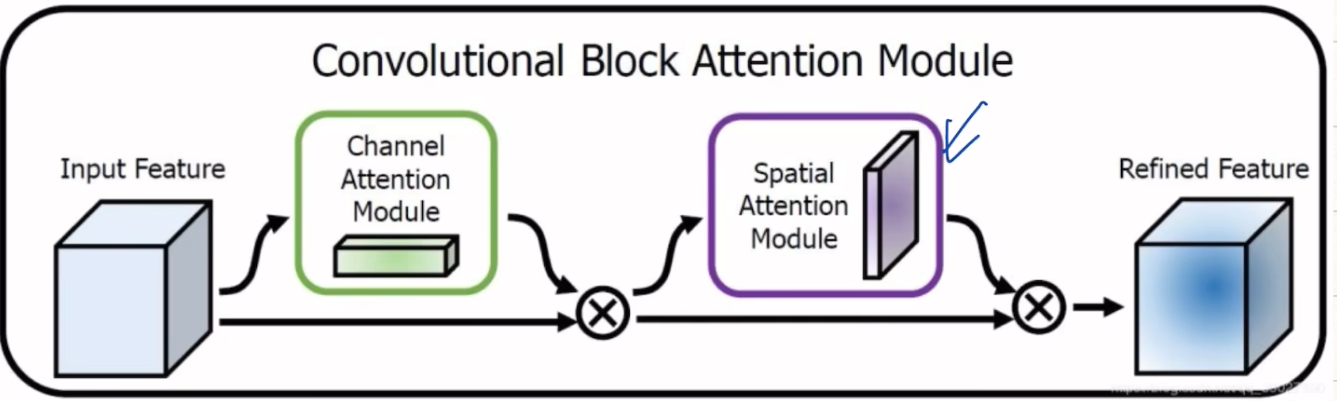 Convolutional Block Attention Module
Input Feature
Channel
Attention
Module
Spatial
Attention
Module
Refined Feature